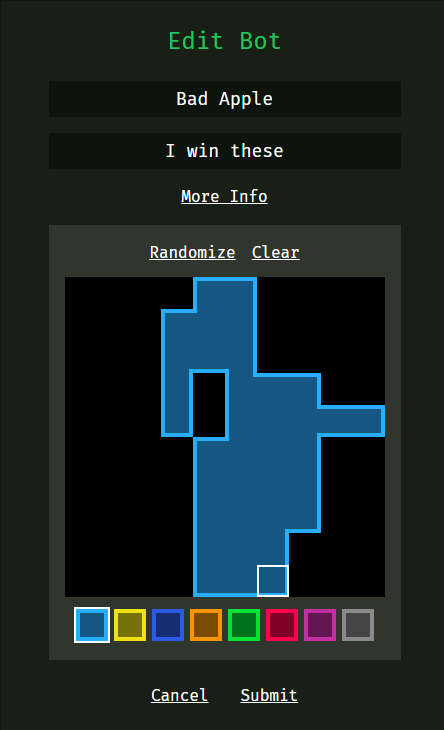 Edit Bot
Bad Apple
I win these
More Info
Randomize Clear
Cancel Submit